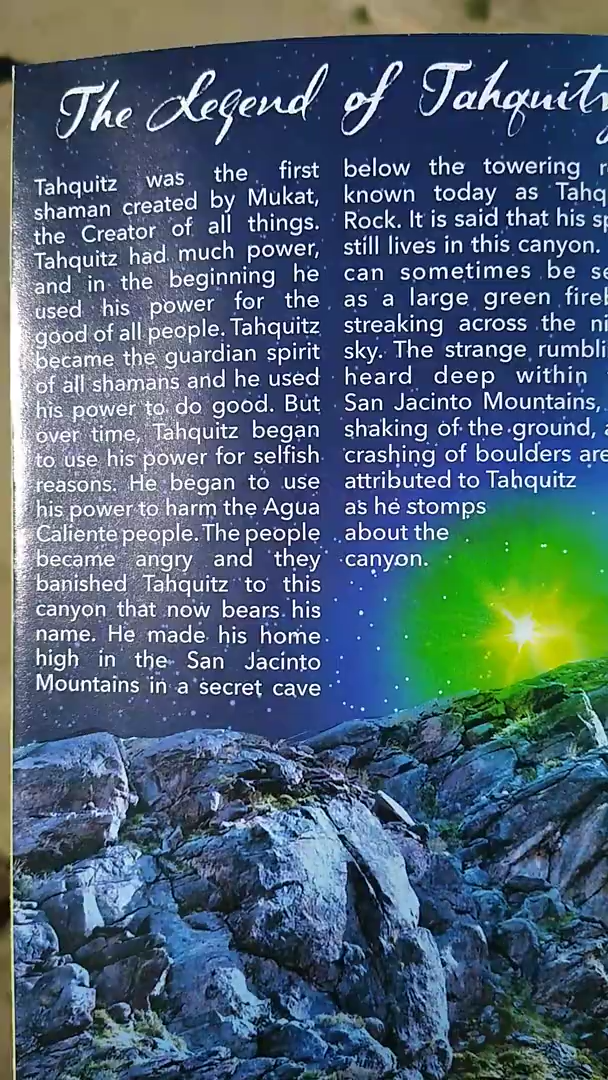 The Legend of Tahquitz
Tahquitz was the first
shaman created by Mukat,
the Creator of all things.
Tahquitz had much power,
and in the beginning he
used his power for the
good of all people. Tahquitz
became the guardian spirit
of all shamans and he used
his power to do good. But
over time, Tahquitz began
to use his power for selfish
reasons. He began to use
his power to harm the Agua
Caliente people. The people
became angry and they
banished Tahquitz to this
canyon that now bears his
name. He made his home
high in the San Jacinto
Mountains in a secret cave
below the towering
known today as
Rock. It is said that his
still lives in this canyon.
can sometimes be
as a large green
streaking across the
sky. The strange
heard deep within
San Jacinto Mountains,
shaking of the ground,
crashing of boulders are
attributed to Tahquitz
as he stomps
about the
canyon.